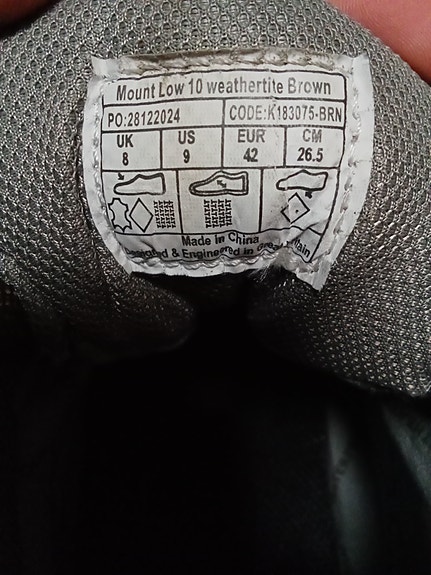 Mount Low 10 weathertite Brown
PO:28122024 CODE:K183075-BRN
UK US EUR CM
8 9 42 26.5
Made in China
& Engineered in